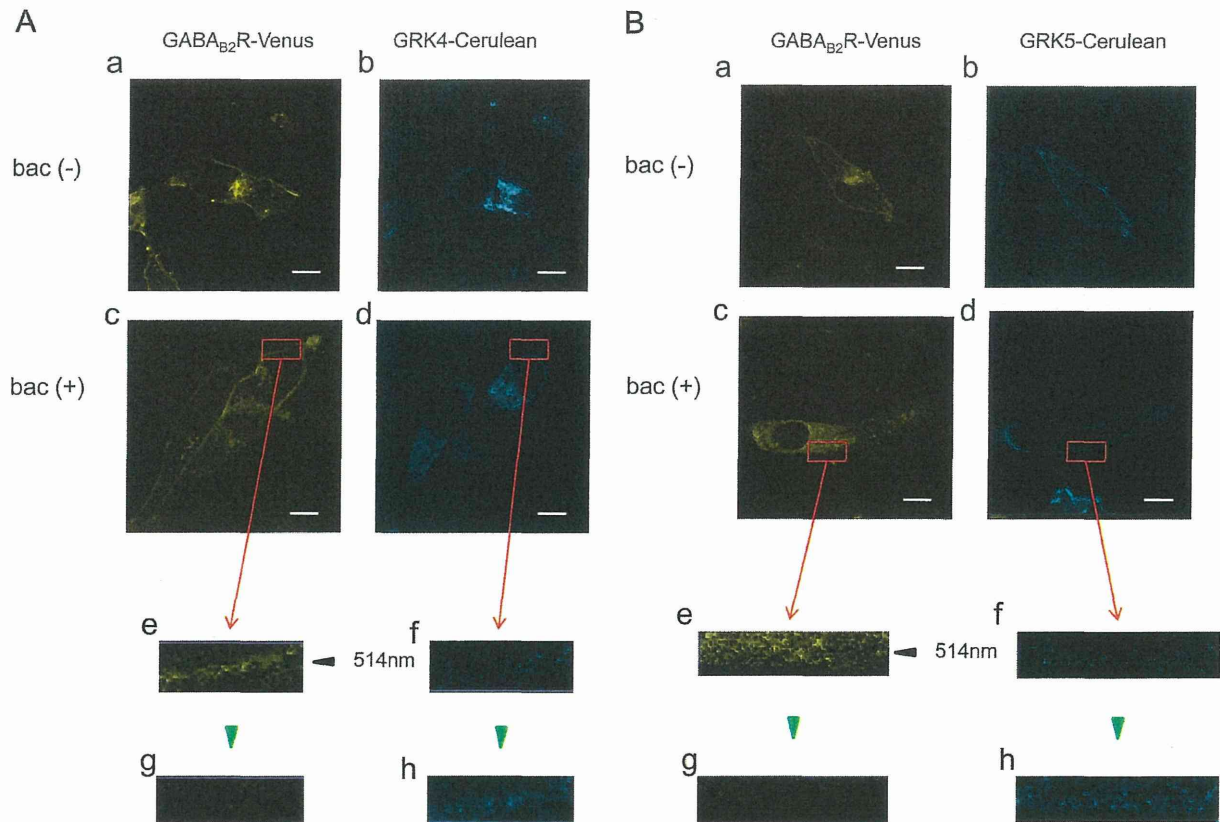 A
GABAB2R-Venus
GRK4-Cerulean
a
b
bac (-)
c
d
bac (+)
e
f
514nm
g
h
B
GABAB2R-Venus
GRK5-Cerulean
a
b
bac (-)
c
d
bac (+)
e
f
514nm
g
h